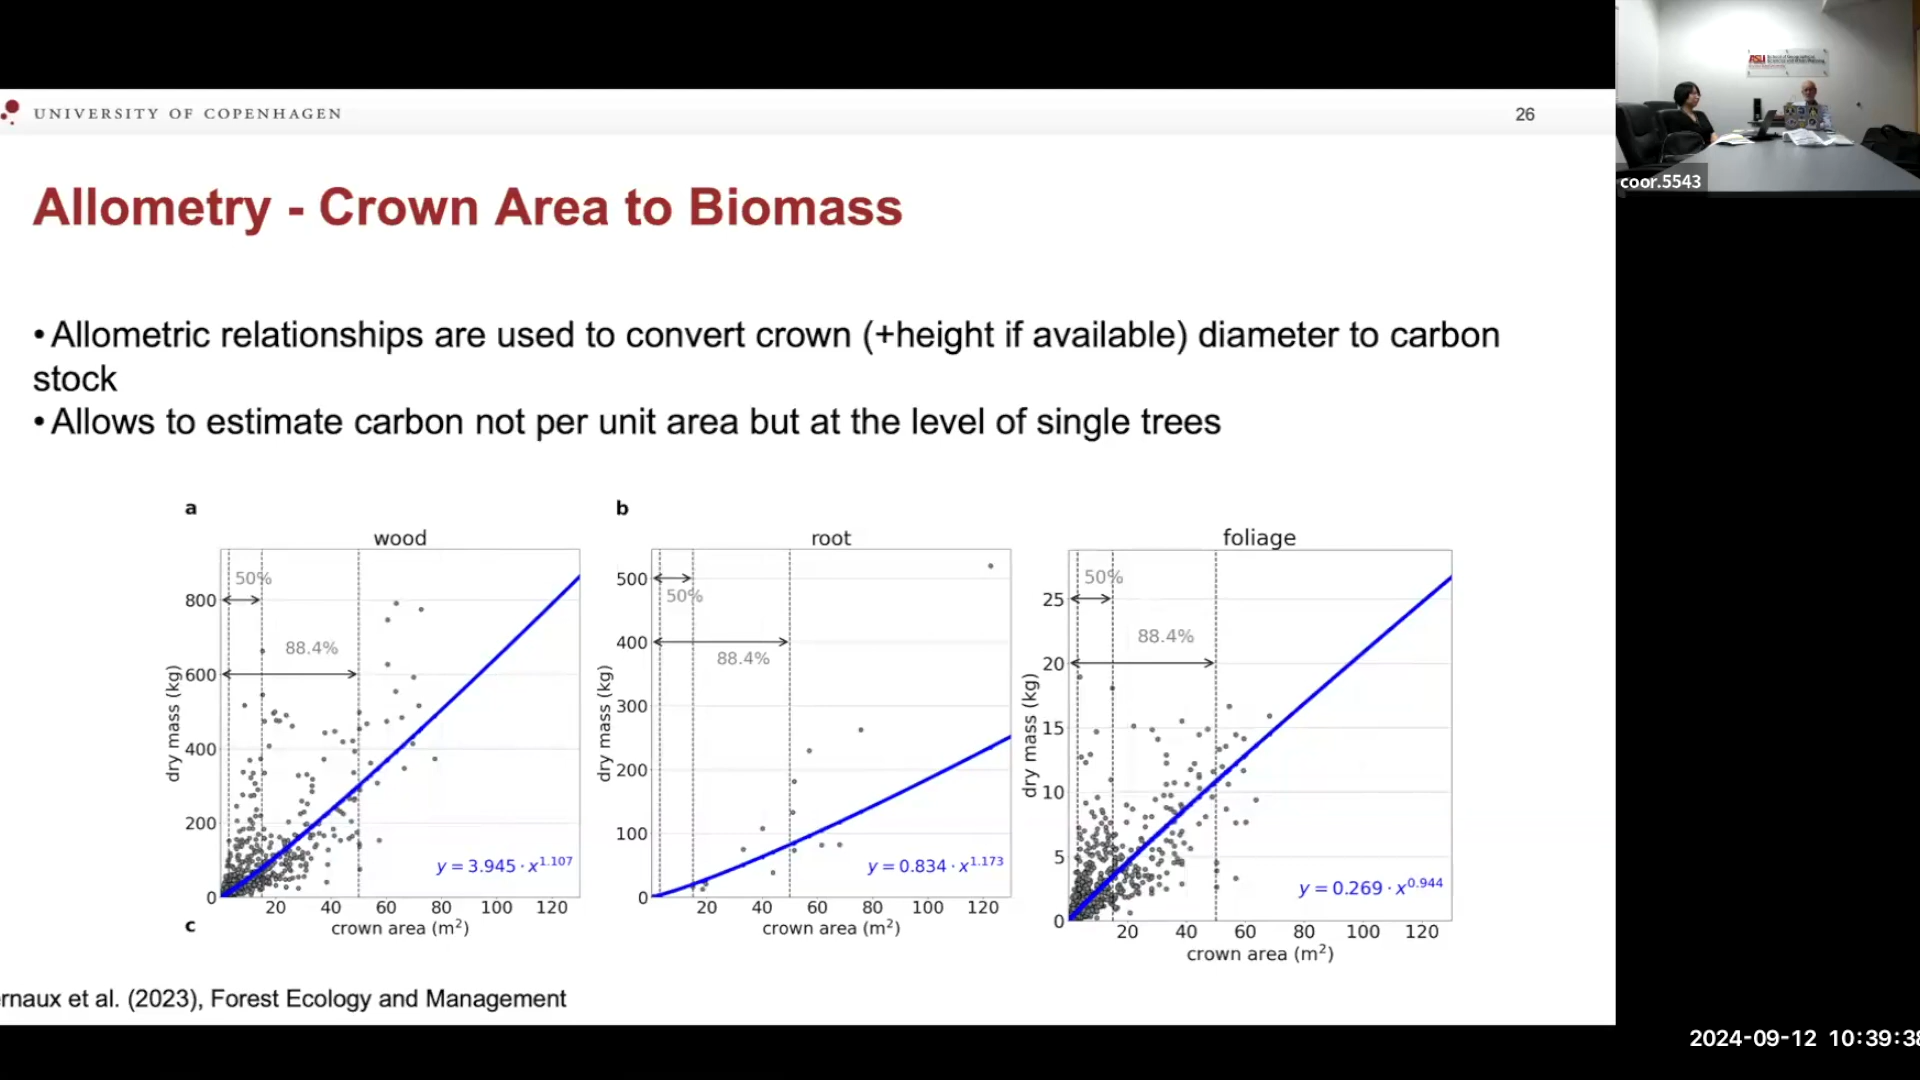 UNIVERSITY OF COPENHAGEN
26
Allometry - Crown Area to Biomass
• Allometric relationships are used to convert crown (+height if available) diameter to carbon
stock
• Allows to estimate carbon not per unit area but at the level of single trees
a
wood
50%
88.4%
800
600
400
200
0
20 40 60 80 100 120
dry mass (kg)
crown area (m²)
y = 3.945 · x^1.107
b
root
50%
88.4%
500
400
300
200
100
0
20 40 60 80 100 120
dry mass (kg)
crown area (m²)
y = 0.834 · x^1.173
c
foliage
50%
88.4%
25
20
15
10
5
0
20 40 60 80 100 120
dry mass (kg)
crown area (m²)
y = 0.269 · x^0.944
rnaux et al. (2023), Forest Ecology and Management
ASU
coor.5543
2024-09-12 10:39:38